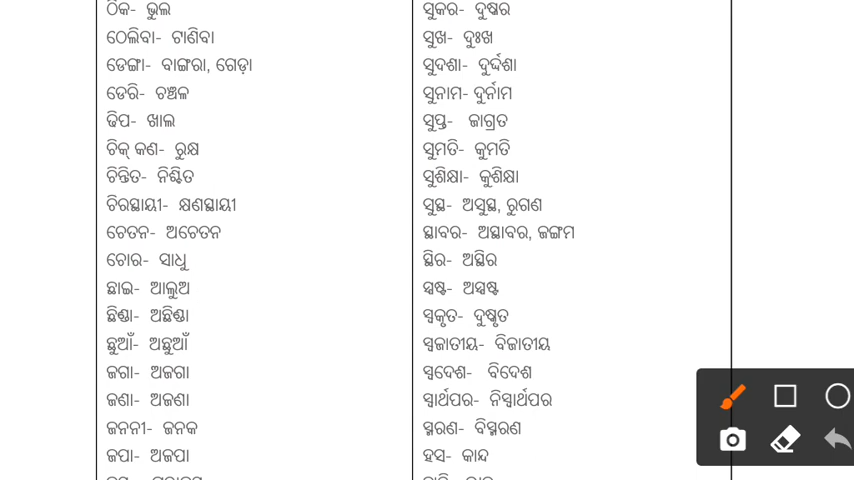 ଠିକ- ଭୁଲ
ଠେଲିବା- ଟାଣିବା
ଡେଙ୍ଗା- ବାଙ୍ଗରା, ଗେଡ଼ା
ଡେରି- ଚଞ୍ଚଳ
ଢିପ- ଖାଲ
ଚିକ୍ କଣ- ରୁକ୍ଷ
ଚିନ୍ତିତ- ନିଶ୍ଚିତ
ଚିରସ୍ଥାୟୀ- କ୍ଷଣସ୍ଥାୟୀ
ଚେତନ- ଅଚେତନ
ଚୋର- ସାଧୁ
ଛାଇ- ଆଲୁଅ
ଛିଣ୍ଡା- ଅଛିଣ୍ଡା
ଛୁଆଁ- ଅଛୁଆଁ
ଜଗା- ଅଜଗା
ଜଣା- ଅଜଣା
ଜନନୀ- ଜନକ
ଜପା- ଅଜପା
ସୁକର- ଦୁଷ୍କର
ସୁଖ- ଦୁଃଖ
ସୁଦଶା- ଦୁର୍ଦ୍ଦଶା
ସୁନାମ- ଦୁର୍ନାମ
ସୁପ୍ତ- ଜାଗ୍ରତ
ସୁମତି- କୁମତି
ସୁଶିକ୍ଷା- କୁଶିକ୍ଷା
ସୁସ୍ଥ- ଅସୁସ୍ଥ, ରୁଗଣ
ସ୍ଥାବର- ଅସ୍ଥାବର, ଜଙ୍ଗମ
ସ୍ଥିର- ଅସ୍ଥିର
ସ୍ପଷ୍ଟ- ଅସ୍ପଷ୍ଟ
ସ୍ୱକୃତ- ଦୁଷ୍କୃତ
ସ୍ୱଜାତୀୟ- ବିଜାତୀୟ
ସ୍ୱଦେଶ- ବିଦେଶ
ସ୍ୱାର୍ଥପର- ନିସ୍ୱାର୍ଥପର
ସ୍ମରଣ- ବିସ୍ମରଣ
ହସ- କାନ୍ଦ